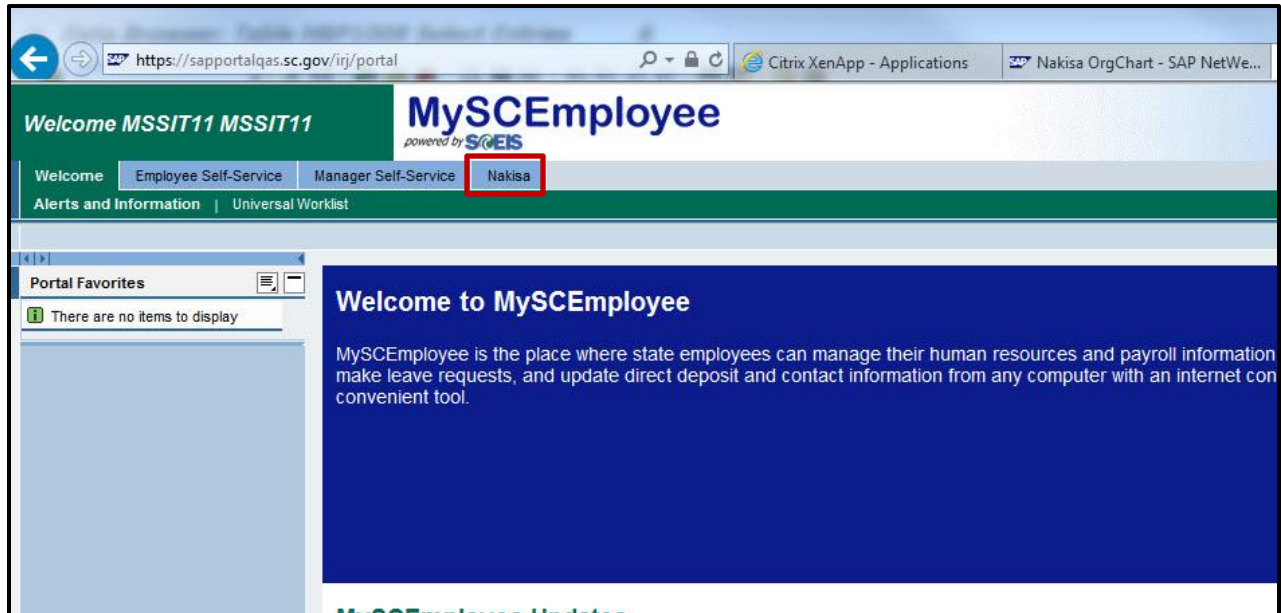 https://sapportalqas.sc.gov/irj/portal
Citrix XenApp - Applications
Nakisa OrgChart - SAP NetWe...
Welcome MSSIT11 MSSIT11
MySCEmployee
powered by SCEIS
Welcome Employee Self-Service Manager Self-Service Nakisa
Alerts and Information | Universal Worklist
Portal Favorites
There are no items to display
Welcome to MySCEmployee
MySCEmployee is the place where state employees can manage their human resources and payroll information
make leave requests, and update direct deposit and contact information from any computer with an internet con
convenient tool.
MySCEmployee Updates